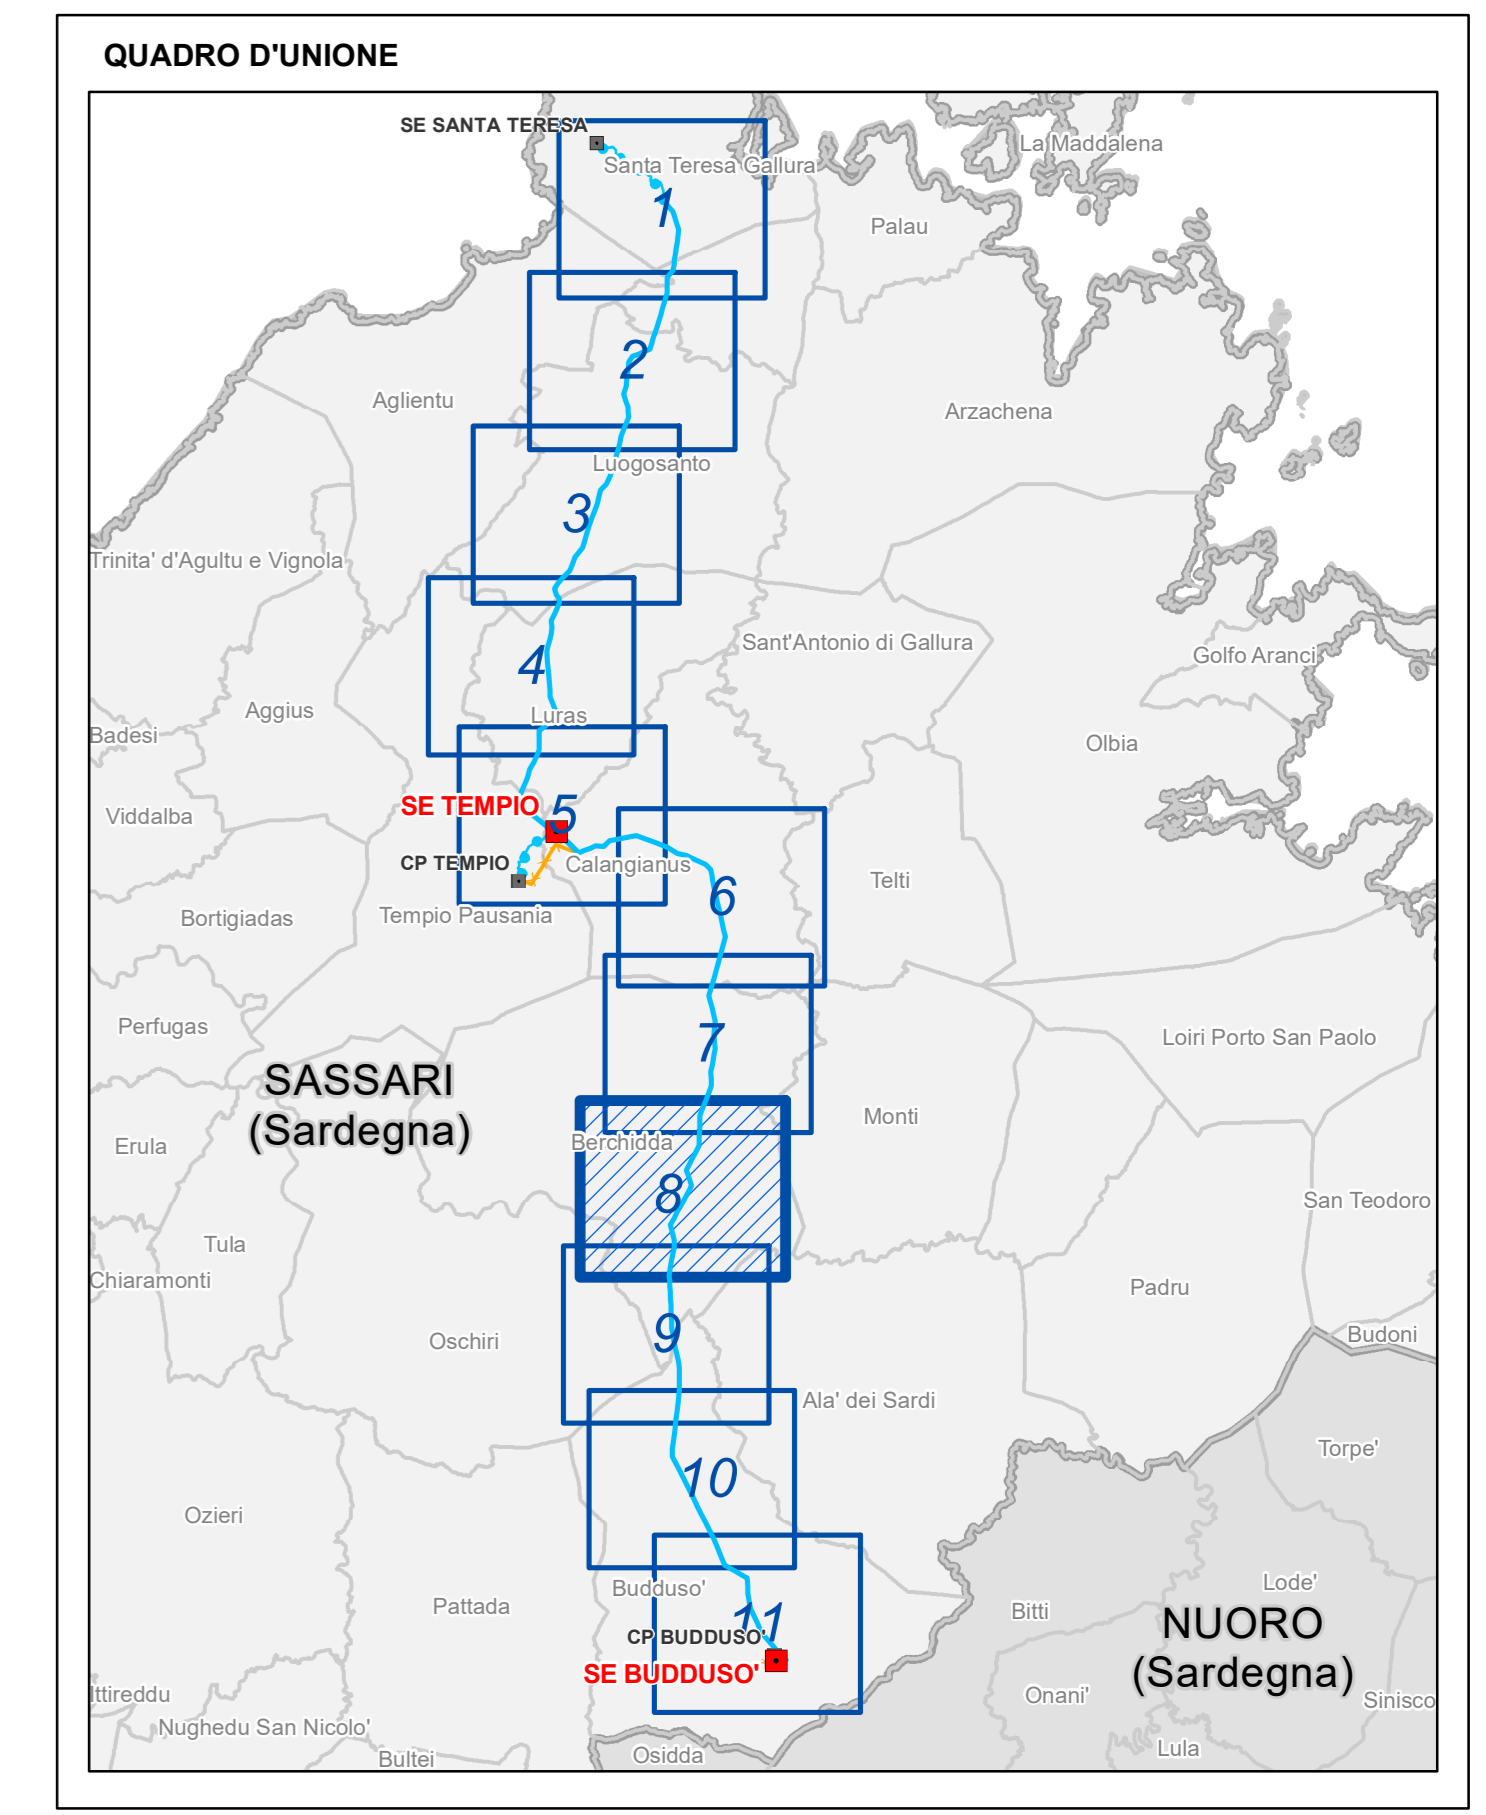 QUADRO D'UNIONE
SE SANTA TERESA
La Maddalena
Santa Teresa Gallura
1
Palau
2
Aglientu
Arzachena
Luogosanto
3
Trinita' d'Agultu e Vignola
Sant'Antonio di Gallura
Golfo Aranci
4
Aggius
Luras
Badesi
Olbia
SE TEMPIO
5
Viddalba
CP TEMPIO
Calangianus
Telti
6
Tempio Pausania
Bortigiadas
Perfugas
7
Loiri Porto San Paolo
SASSARI
(Sardegna)
Monti
Erula
Berchidda
8
San Teodoro
Tula
Chiaramonti
Padru
Oschiri
9
Budoni
Ala' dei Sardi
Torpe'
10
Ozieri
Lode'
Budduso'
Pattada
Bitti
11
NUORO
(Sardegna)
CP BUDDUSO'
SE BUDDUSO'
Ittireddu
Onani'
Sinisco
Nughedu San Nicolo'
Bultei
Osidda
Lula